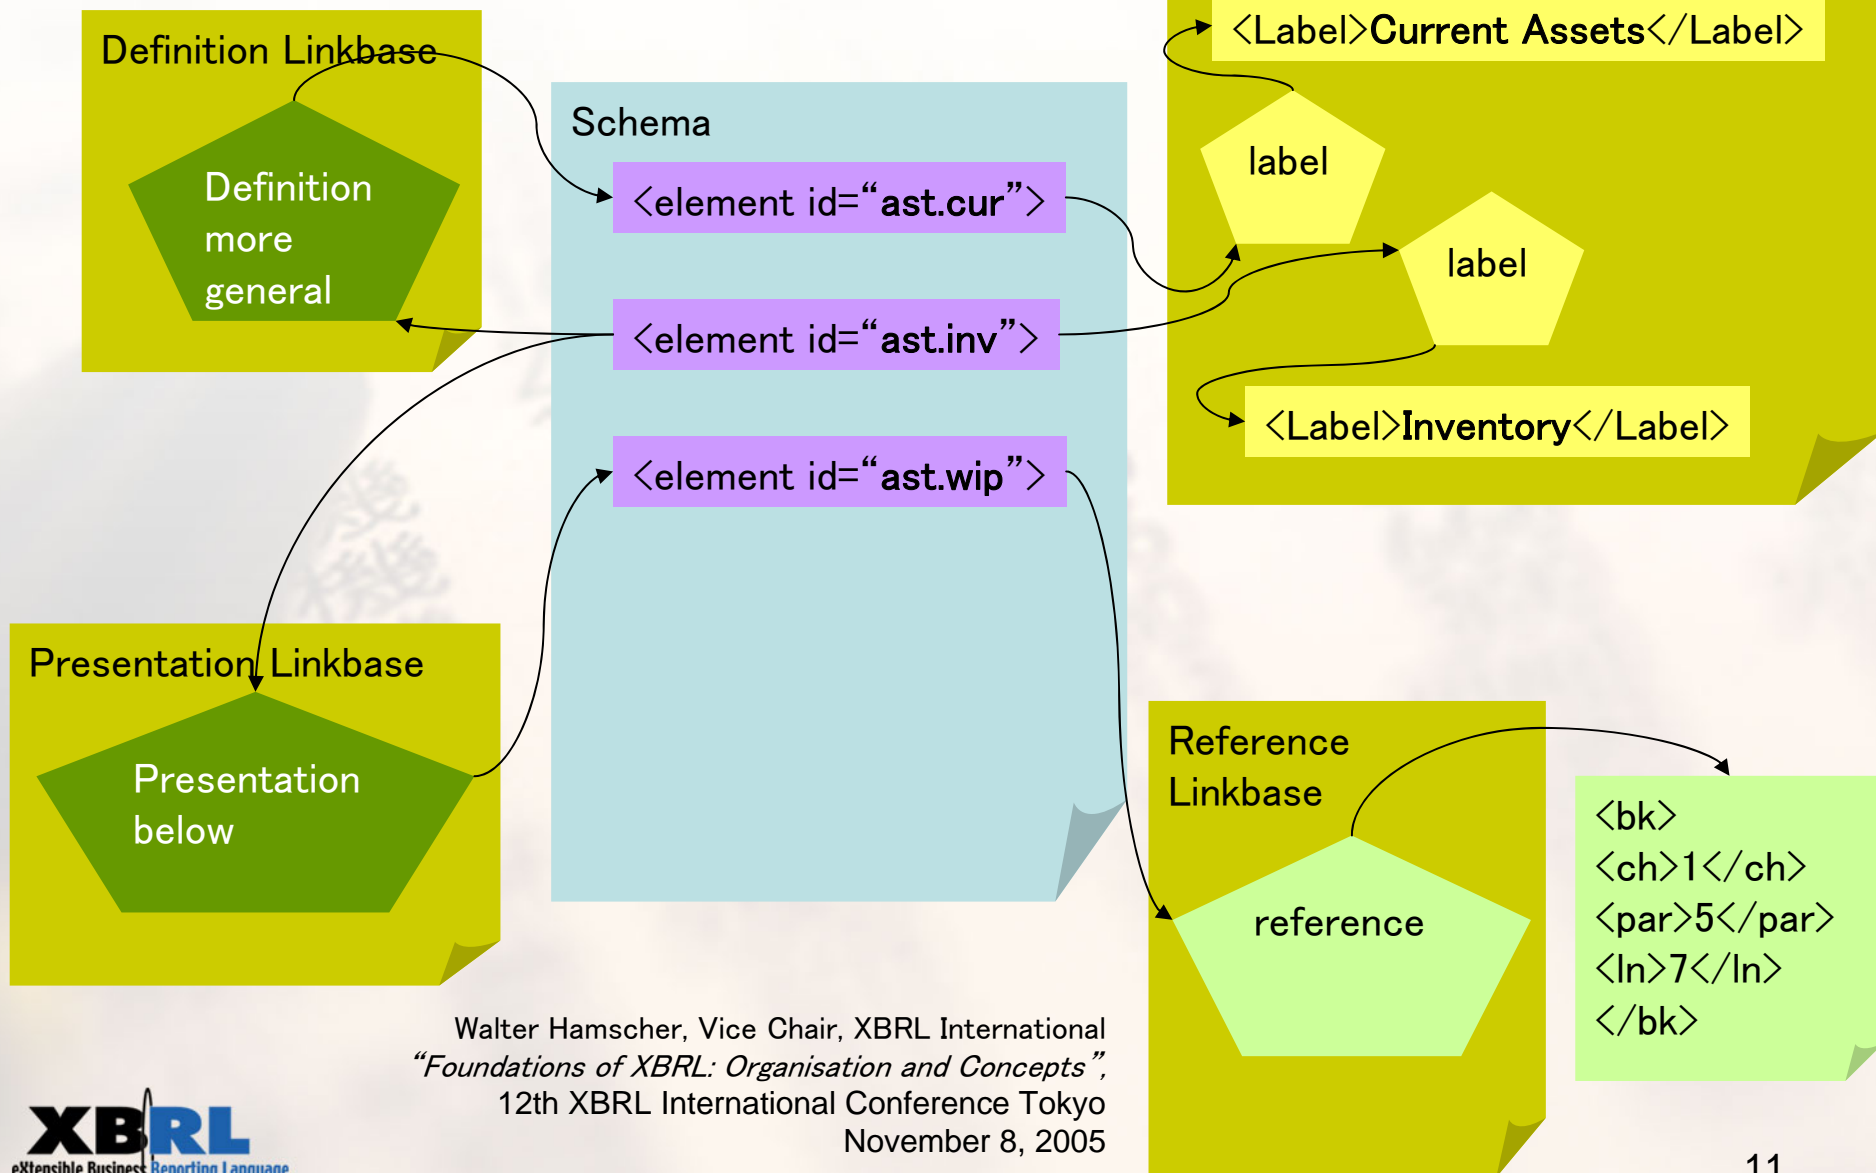 Definition Linkbase
Definition
more
general
Schema
<element id=“ast.cur”>
<element id=“ast.inv”>
<element id=“ast.wip”>
<Label>Current Assets</Label>
label
label
<Label>Inventory</Label>
Presentation Linkbase
Presentation
below
Reference
Linkbase
reference
<bk>
<ch>1</ch>
<par>5</par>
<ln>7</ln>
</bk>
Walter Hamscher, Vice Chair, XBRL International
“Foundations of XBRL: Organisation and Concepts”,
12th XBRL International Conference Tokyo
November 8, 2005
XBRL
eXtensible Business Reporting Language
11